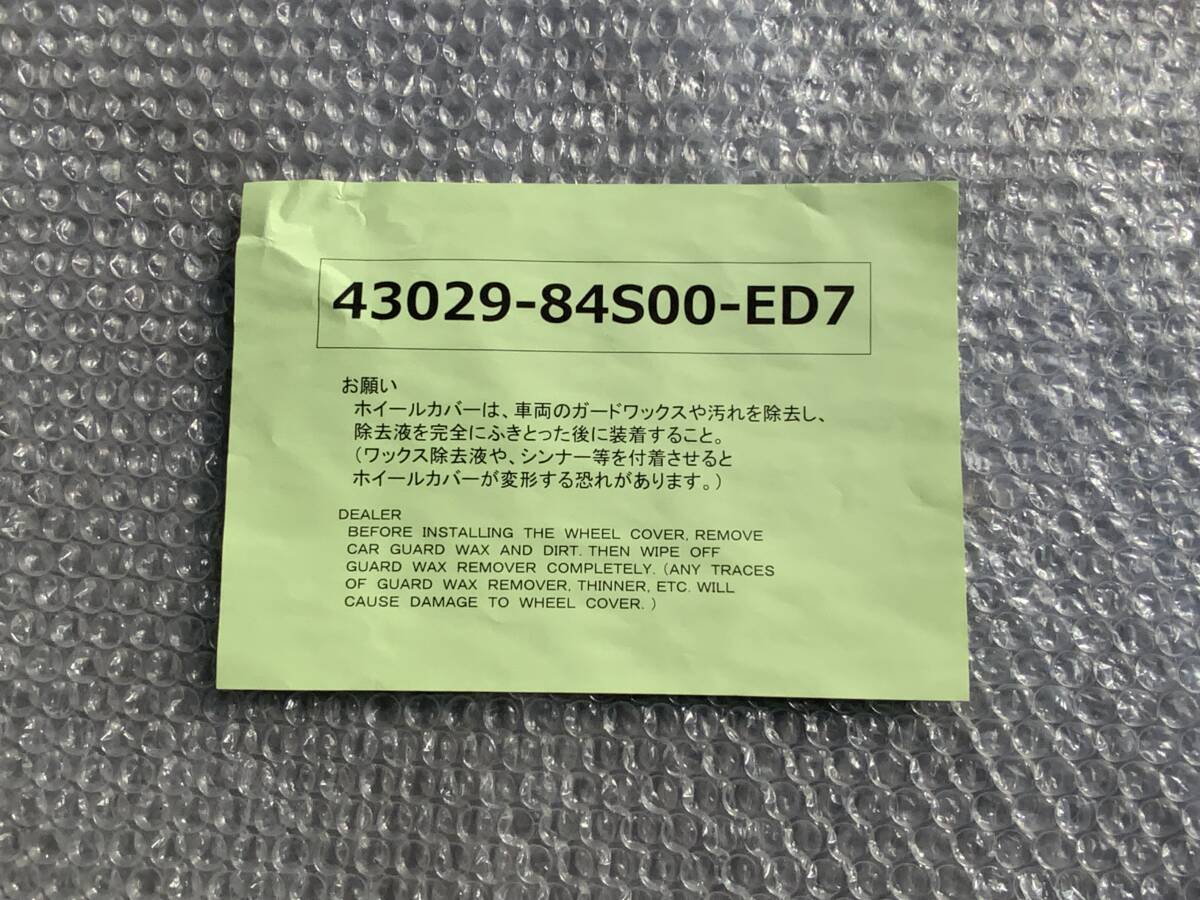 43029-84S00-ED7
お願い
ホイールカバーは、車両のガードワックスや汚れを除去し、
除去液を完全にふきとった後に装着すること。
（ワックス除去液や、シンナー等を付着させると
ホイールカバーが変形する恐れがあります。）
DEALER
BEFORE INSTALLING THE WHEEL COVER, REMOVE
CAR GUARD WAX AND DIRT. THEN WIPE OFF
GUARD WAX REMOVER COMPLETELY. (ANY TRACES
OF GUARD WAX REMOVER, THINNER, ETC. WILL
CAUSE DAMAGE TO WHEEL COVER. )